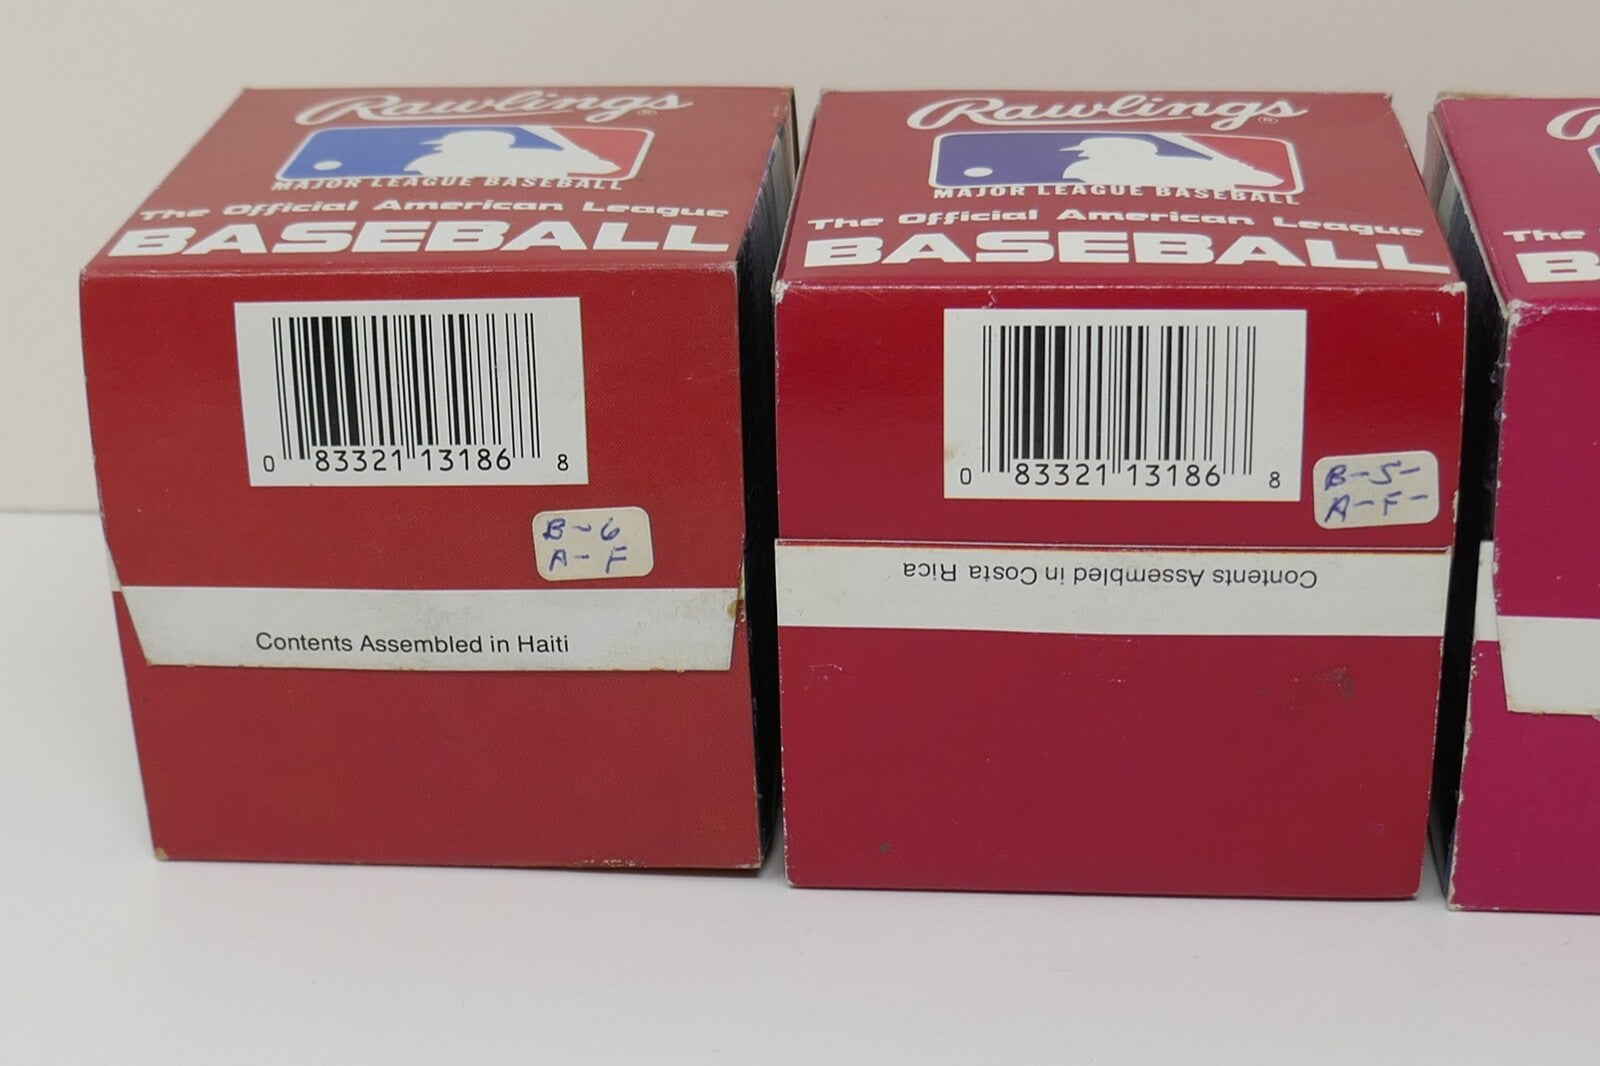 Rawlings®
MAJOR LEAGUE BASEBALL
The Official American League
BASEBALL
0 83321 13186 8
B-6
A-F
Contents Assembled in Haiti
Rawlings®
MAJOR LEAGUE BASEBALL
The Official American League
BASEBALL
0 83321 13186 8
B-5-
A-F-
Contents Assembled in Costa Rica
The